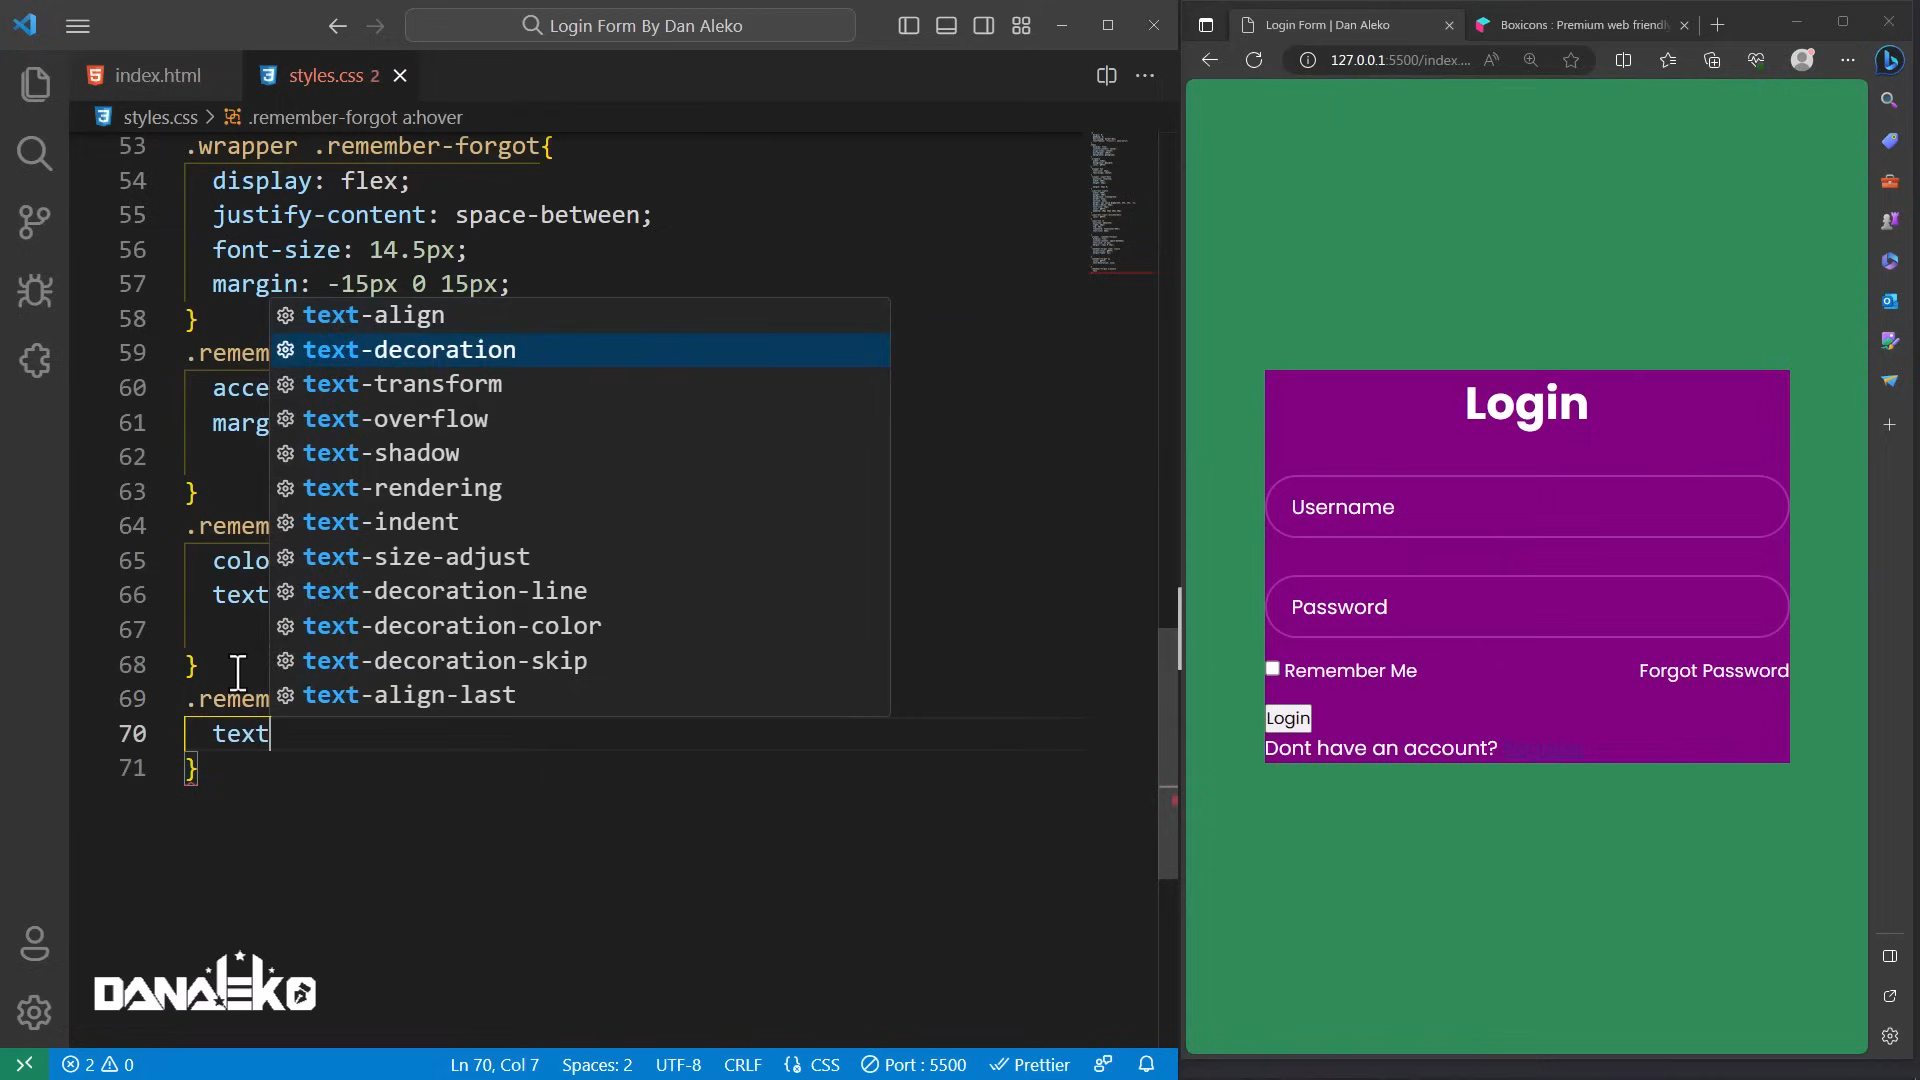 Login Form By Dan Aleko
index.html
styles.css 2
styles.css > .remember-forgot a:hover
53 .wrapper .remember-forgot{
54 display: flex;
55 justify-content: space-between;
56 font-size: 14.5px;
57 margin: -15px 0 15px;
58 }
59 .remem
60 acce
61 marg
62
63 }
64 .remem
65 colo
66 text
67
68 }
69 .remem
70 text
71 }
text-align
text-decoration
text-transform
text-overflow
text-shadow
text-rendering
text-indent
text-size-adjust
text-decoration-line
text-decoration-color
text-decoration-skip
text-align-last
DANALEKO
2 0
Ln 70, Col 7
Spaces: 2
UTF-8
CRLF
CSS
Port : 5500
Prettier
Login Form | Dan Aleko
Boxicons : Premium web friendly
127.0.0.1:5500/index....
Login
Username
Password
Remember Me
Forgot Password
Login
Dont have an account?